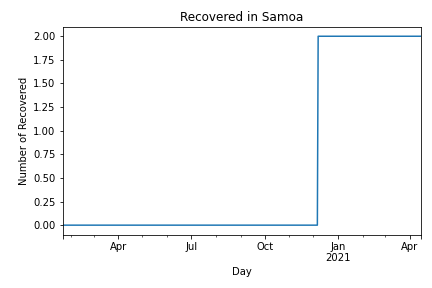 Recovered in Samoa
2.00
1.75
1.50
1.25
1.00
0.75
0.50
0.25
0.00
Number of Recovered
Apr Jul Oct Jan Apr
2021
Day